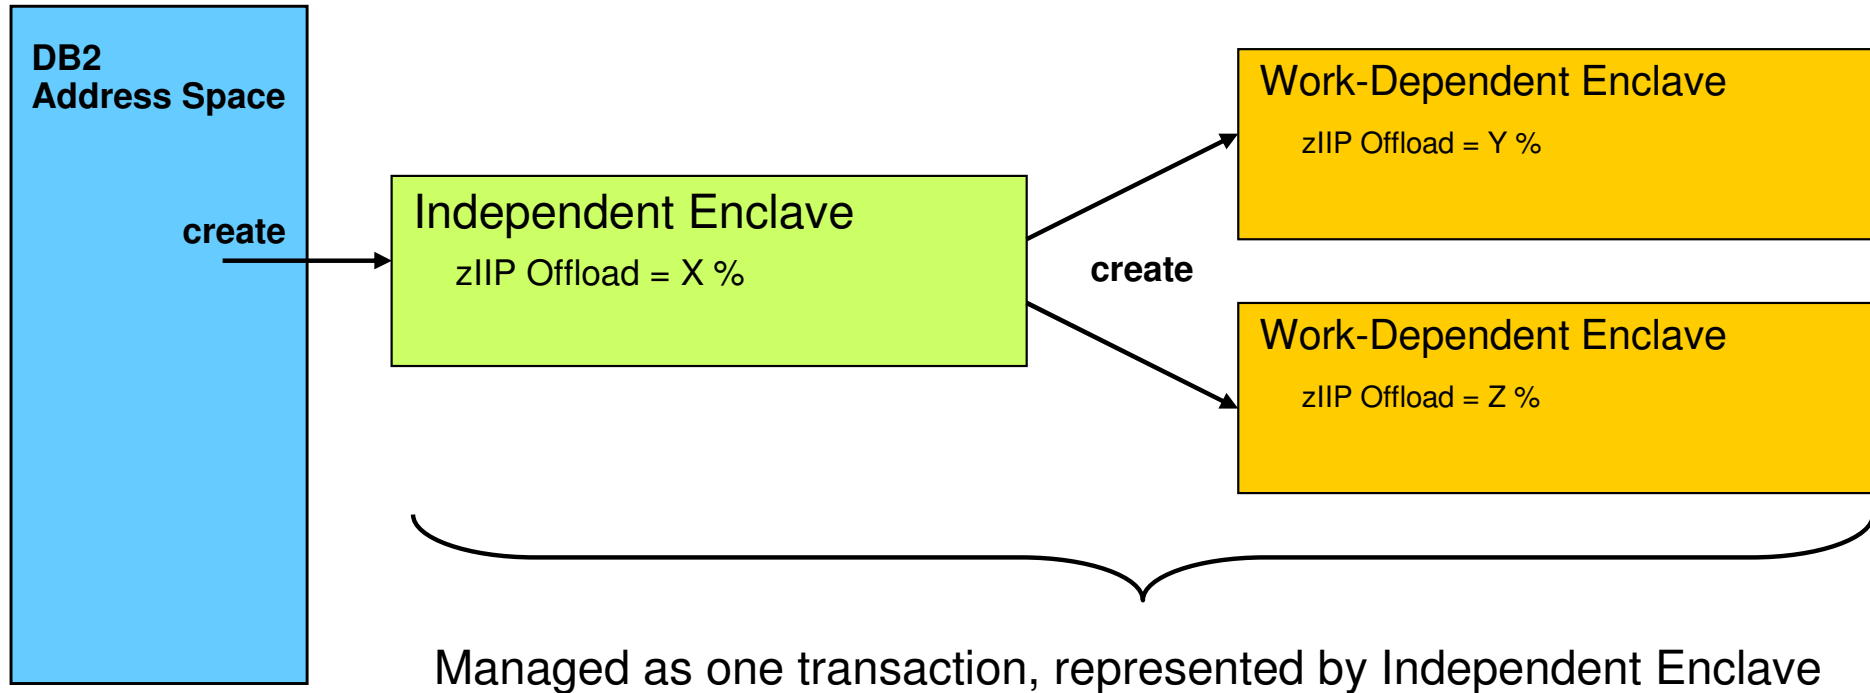 DB2
Address Space
create
Independent Enclave
zIIP Offload = X %
create
Work-Dependent Enclave
zIIP Offload = Y %
Work-Dependent Enclave
zIIP Offload = Z %
Managed as one transaction, represented by Independent Enclave